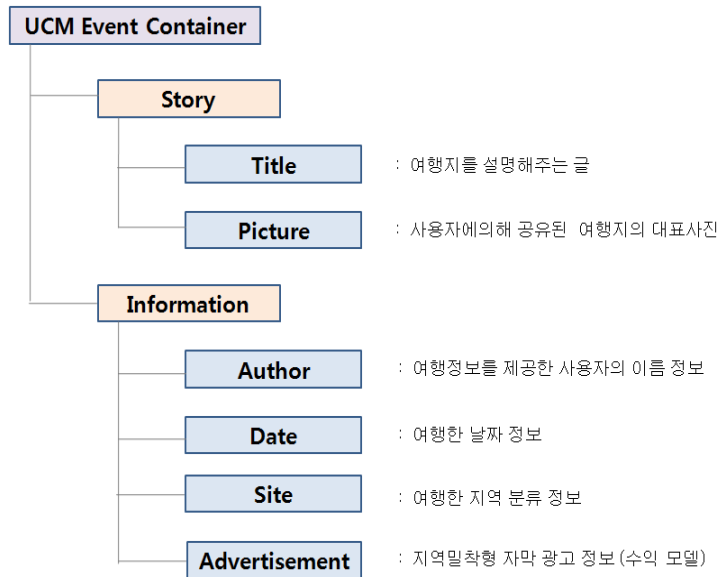 UCM Event Container
Story
Title : 여행지를 설명해주는 글
Picture : 사용자에의해 공유된 여행지의 대표사진
Information
Author : 여행정보를 제공한 사용자의 이름 정보
Date : 여행한 날짜 정보
Site : 여행한 지역 분류 정보
Advertisement : 지역밀착형 자막 광고 정보 (수익 모델)